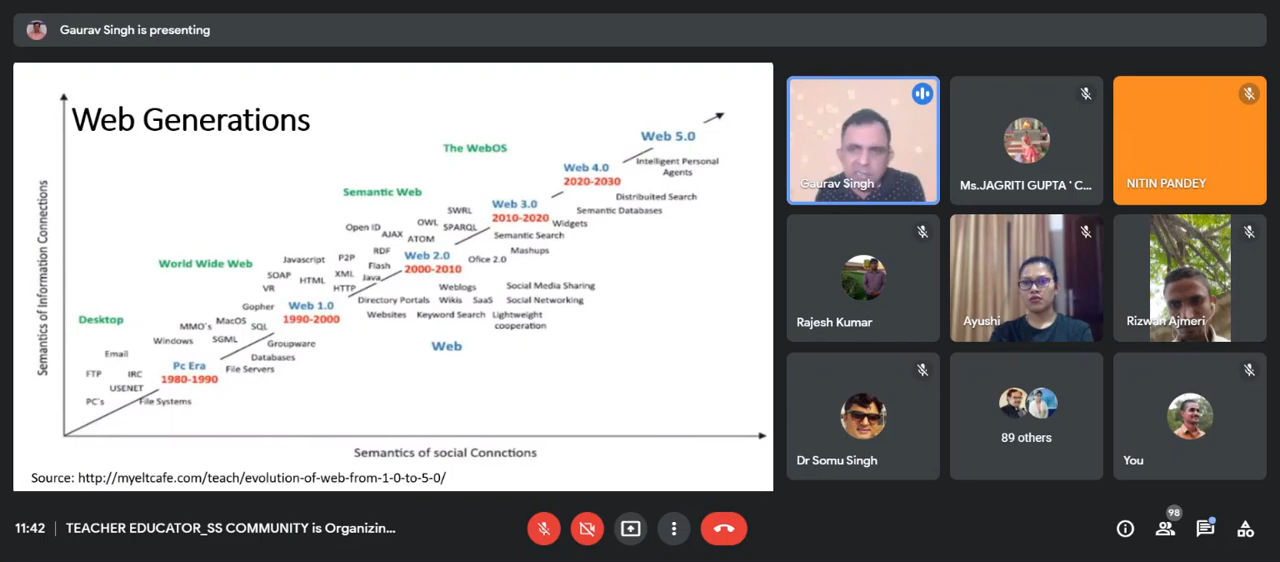 Gaurav Singh is presenting
Web Generations
Semantics of Information Connections
Web 5.0
The WebOS
Web 4.0
2020-2030
Intelligent Personal
Agents
Semantic Web
Distribuited Search
Web 3.0
2010-2020
Semantic Databases
SWRL
Widgets
OWL
SPARQL
Open ID
AJAX
ATOM
Semantic Search
Mashups
RDF
Web 2.0
2000-2010
Ofice 2.0
World Wide Web
Javascript
P2P
Flash
SOAP
HTML
XML
Java
VR
HTTP
Weblogs
Social Media Sharing
Directory Portals
Wikis
SaaS
Social Networking
Gopher
Web 1.0
1990-2000
Websites
Keyword Search
Lightweight
cooperation
Desktop
MMO's
MacOS
SQL
Windows
SGML
Groupware
Web
Email
Databases
Pc Era
1980-1990
File Servers
FTP
IRC
USENET
PC's
File Systems
Semantics of social Connctions
Source: http://myeltcafe.com/teach/evolution-of-web-from-1-0-to-5-0/
Gaurav Singh
Ms.JAGRITI GUPTA ' C...
NITIN PANDEY
Rajesh Kumar
Ayushi
Rizwan Ajmeri
Dr Somu Singh
89 others
You
11:42 | TEACHER EDUCATOR_SS COMMUNITY is Organizin...
98